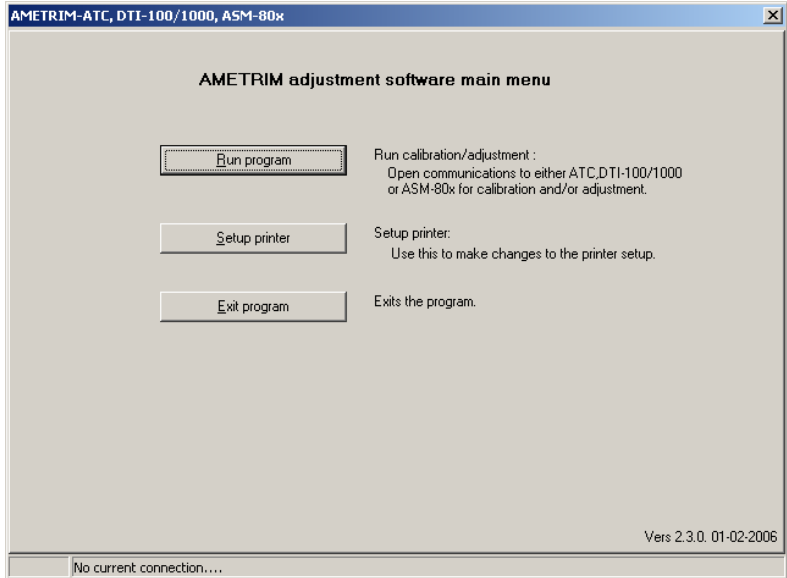 AMETRIM-ATC, DTI-100/1000, ASM-80x
AMETRIM adjustment software main menu
Run program
Run calibration/adjustment :
Open communications to either ATC,DTI-100/1000
or ASM-80x for calibration and/or adjustment.
Setup printer
Setup printer:
Use this to make changes to the printer setup.
Exit program
Exits the program.
Vers 2.3.0. 01-02-2006
No current connection....